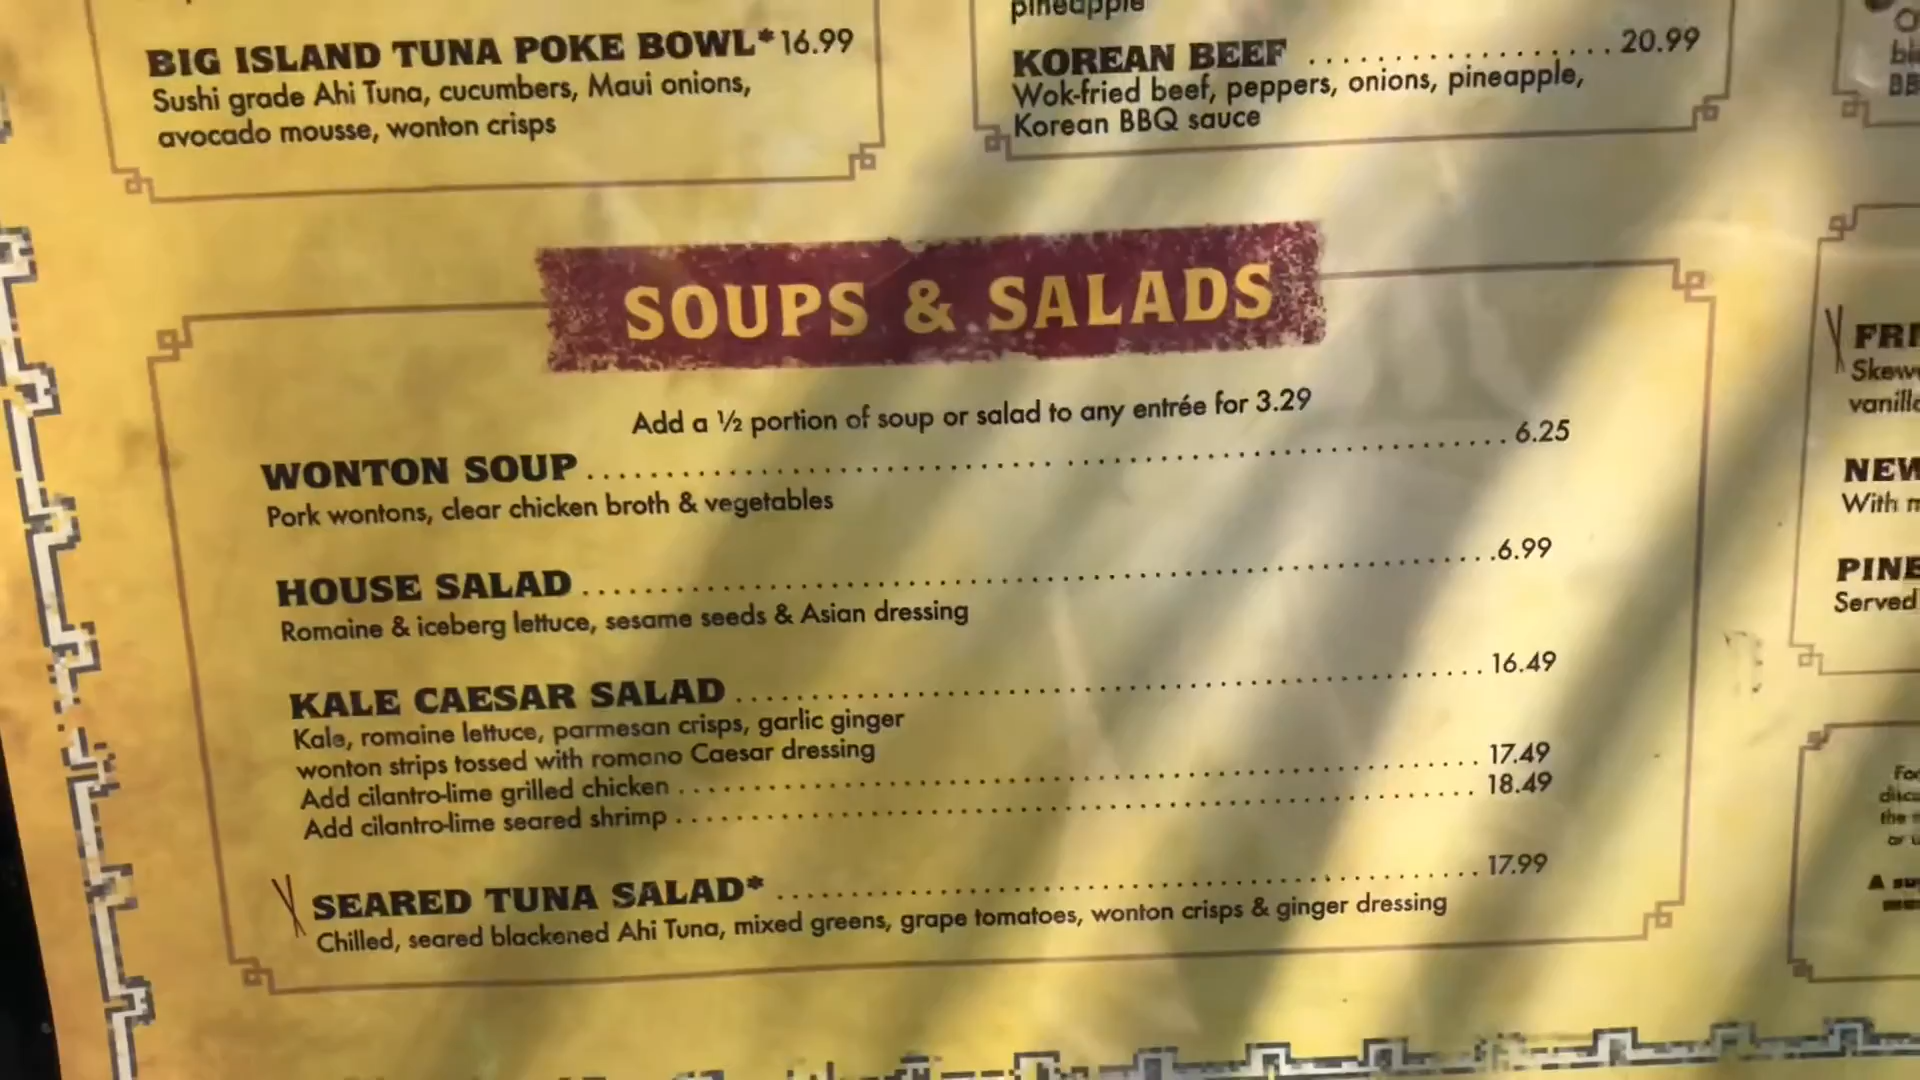 BIG ISLAND TUNA POKE BOWL* 16.99
Sushi grade Ahi Tuna, cucumbers, Maui onions,
avocado mousse, wonton crisps
pineapple
KOREAN BEEF ................ 20.99
Wok-fried beef, peppers, onions, pineapple,
Korean BBQ sauce
SOUPS & SALADS
Add a ½ portion of soup or salad to any entrée for 3.29
WONTON SOUP ................ 6.25
Pork wontons, clear chicken broth & vegetables
HOUSE SALAD ................ 6.99
Romaine & iceberg lettuce, sesame seeds & Asian dressing
KALE CAESAR SALAD ................ 16.49
Kale, romaine lettuce, parmesan crisps, garlic ginger
wonton strips tossed with romano Caesar dressing
Add cilantro-lime grilled chicken ................ 17.49
Add cilantro-lime seared shrimp ................ 18.49
SEARED TUNA SALAD* ................ 17.99
Chilled, seared blackened Ahi Tuna, mixed greens, grape tomatoes, wonton crisps & ginger dressing
With
Served
the